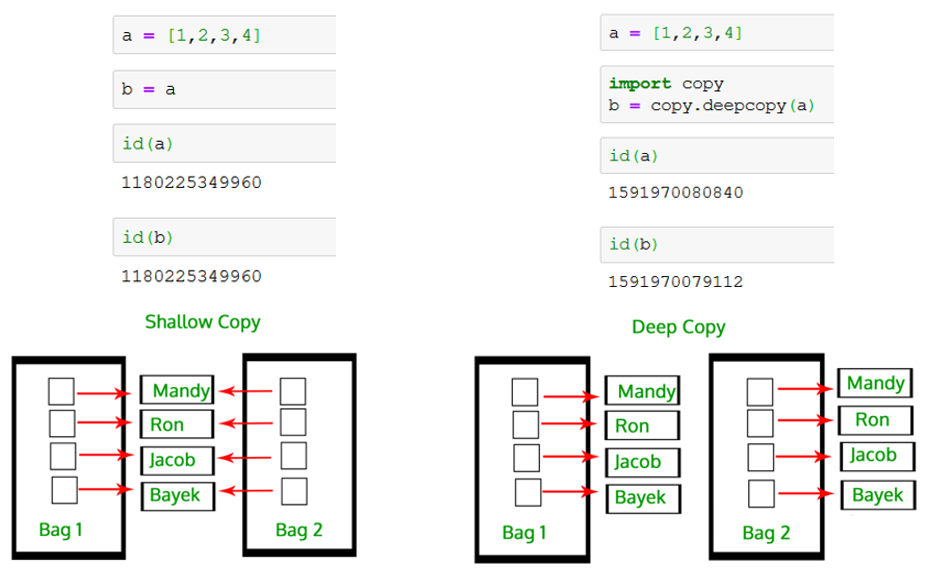 a = [1,2,3,4]
b = a
id(a)
1180225349960
id(b)
1180225349960
Shallow Copy
Mandy
Ron
Jacob
Bayek
Bag 1
Bag 2
a = [1,2,3,4]
import copy
b = copy.deepcopy(a)
id(a)
1591970080840
id(b)
1591970079112
Deep Copy
Mandy
Ron
Jacob
Bayek
Bag 1
Mandy
Ron
Jacob
Bayek
Bag 2